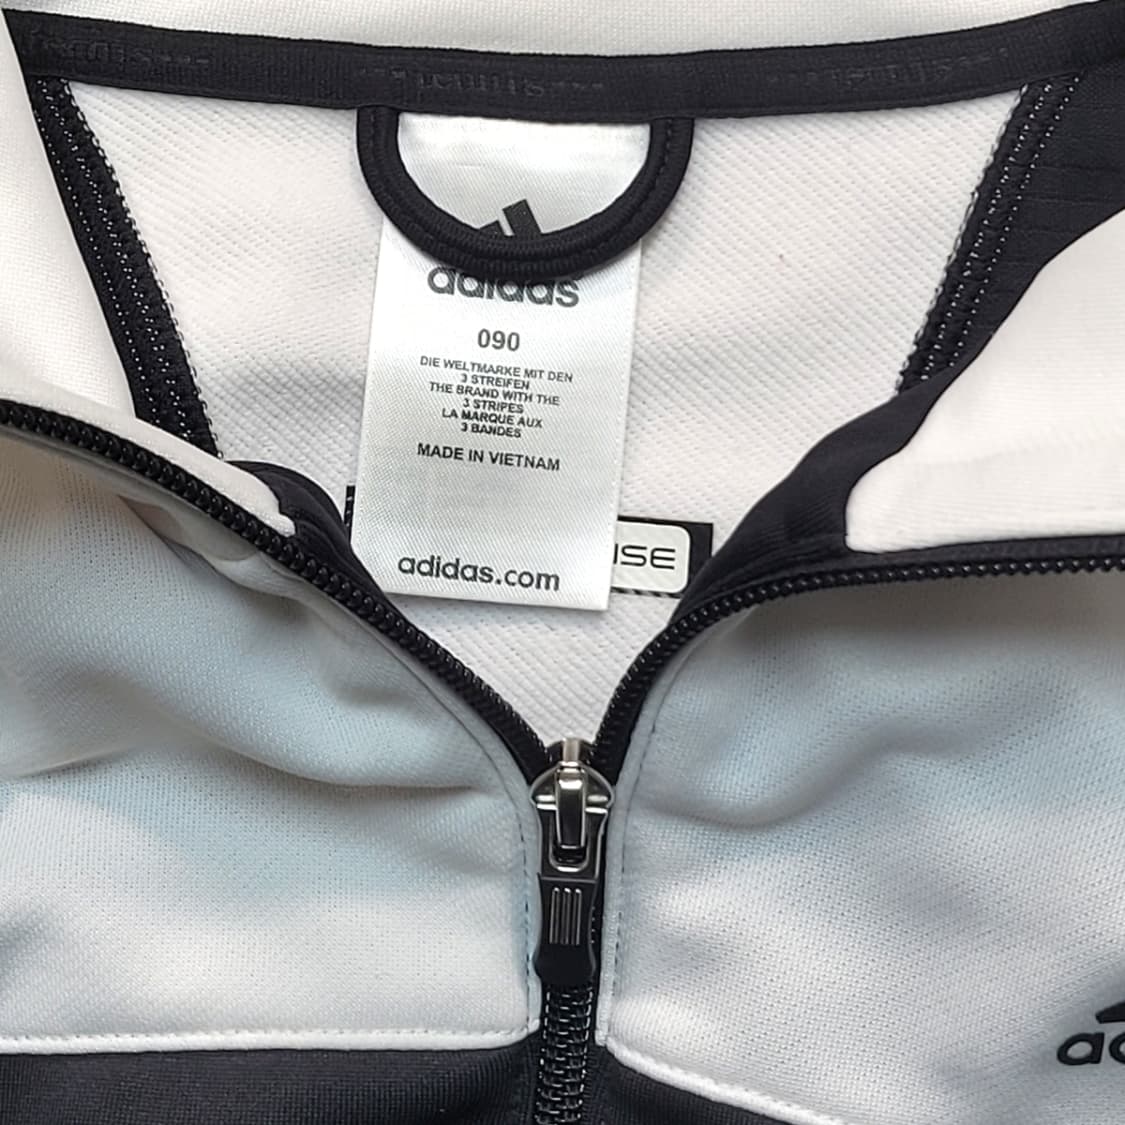 adidas
090
DIE WELTMARKE MIT DEN
3 STREIFEN
THE BRAND WITH THE
3 STRIPES
LA MARQUE AUX
3 BANDES
MADE IN VIETNAM
adidas.com